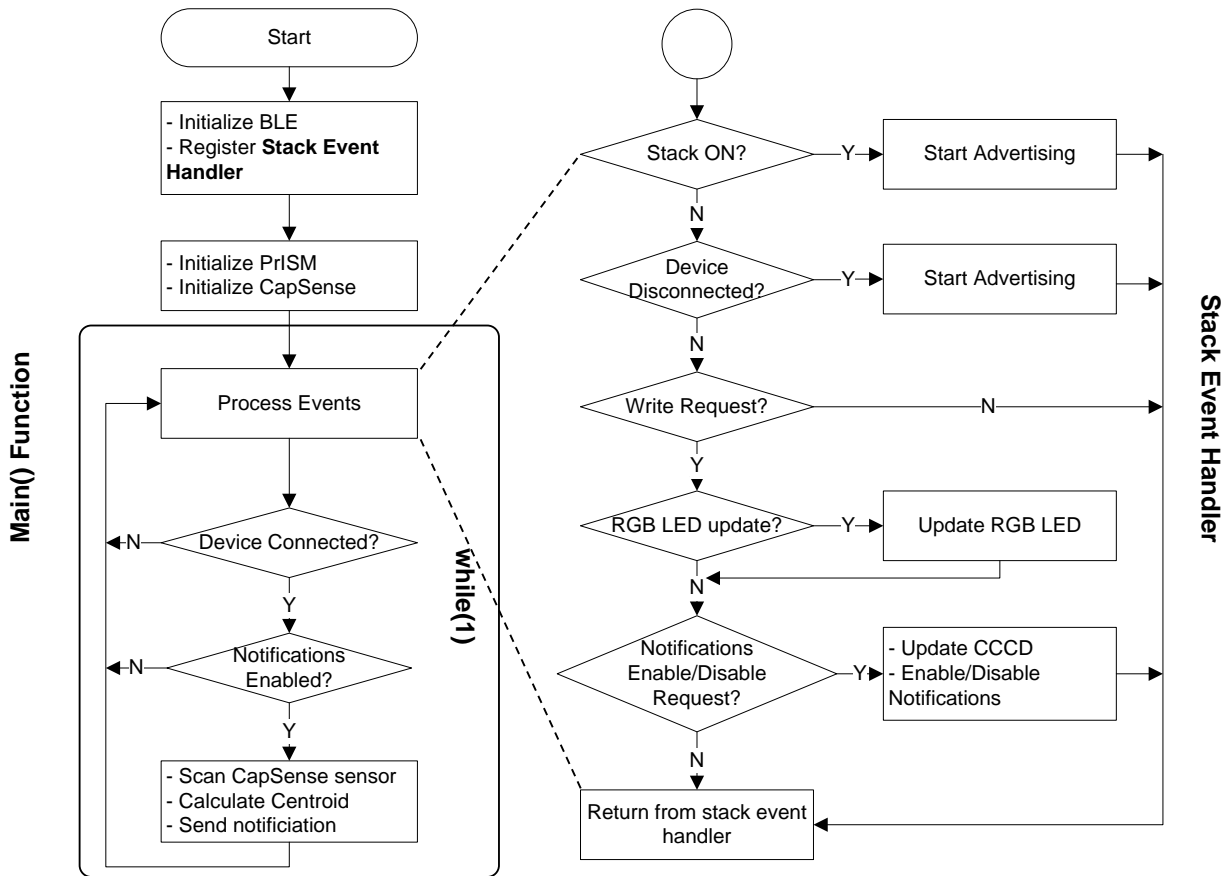 Start
- Initialize BLE
- Register Stack Event
Handler
- Initialize PrISM
- Initialize CapSense
Main() Function
Process Events
Device Connected?
N
Y
Notifications
Enabled?
N
Y
- Scan CapSense sensor
- Calculate Centroid
- Send notificiation
while(1)
Stack ON?
Y
Start Advertising
N
Device
Disconnected?
Y
Start Advertising
N
Write Request?
N
Y
RGB LED update?
Y
Update RGB LED
N
Notifications
Enable/Disable
Request?
Y
- Update CCCD
- Enable/Disable
Notifications
N
Return from stack event
handler
Stack Event Handler